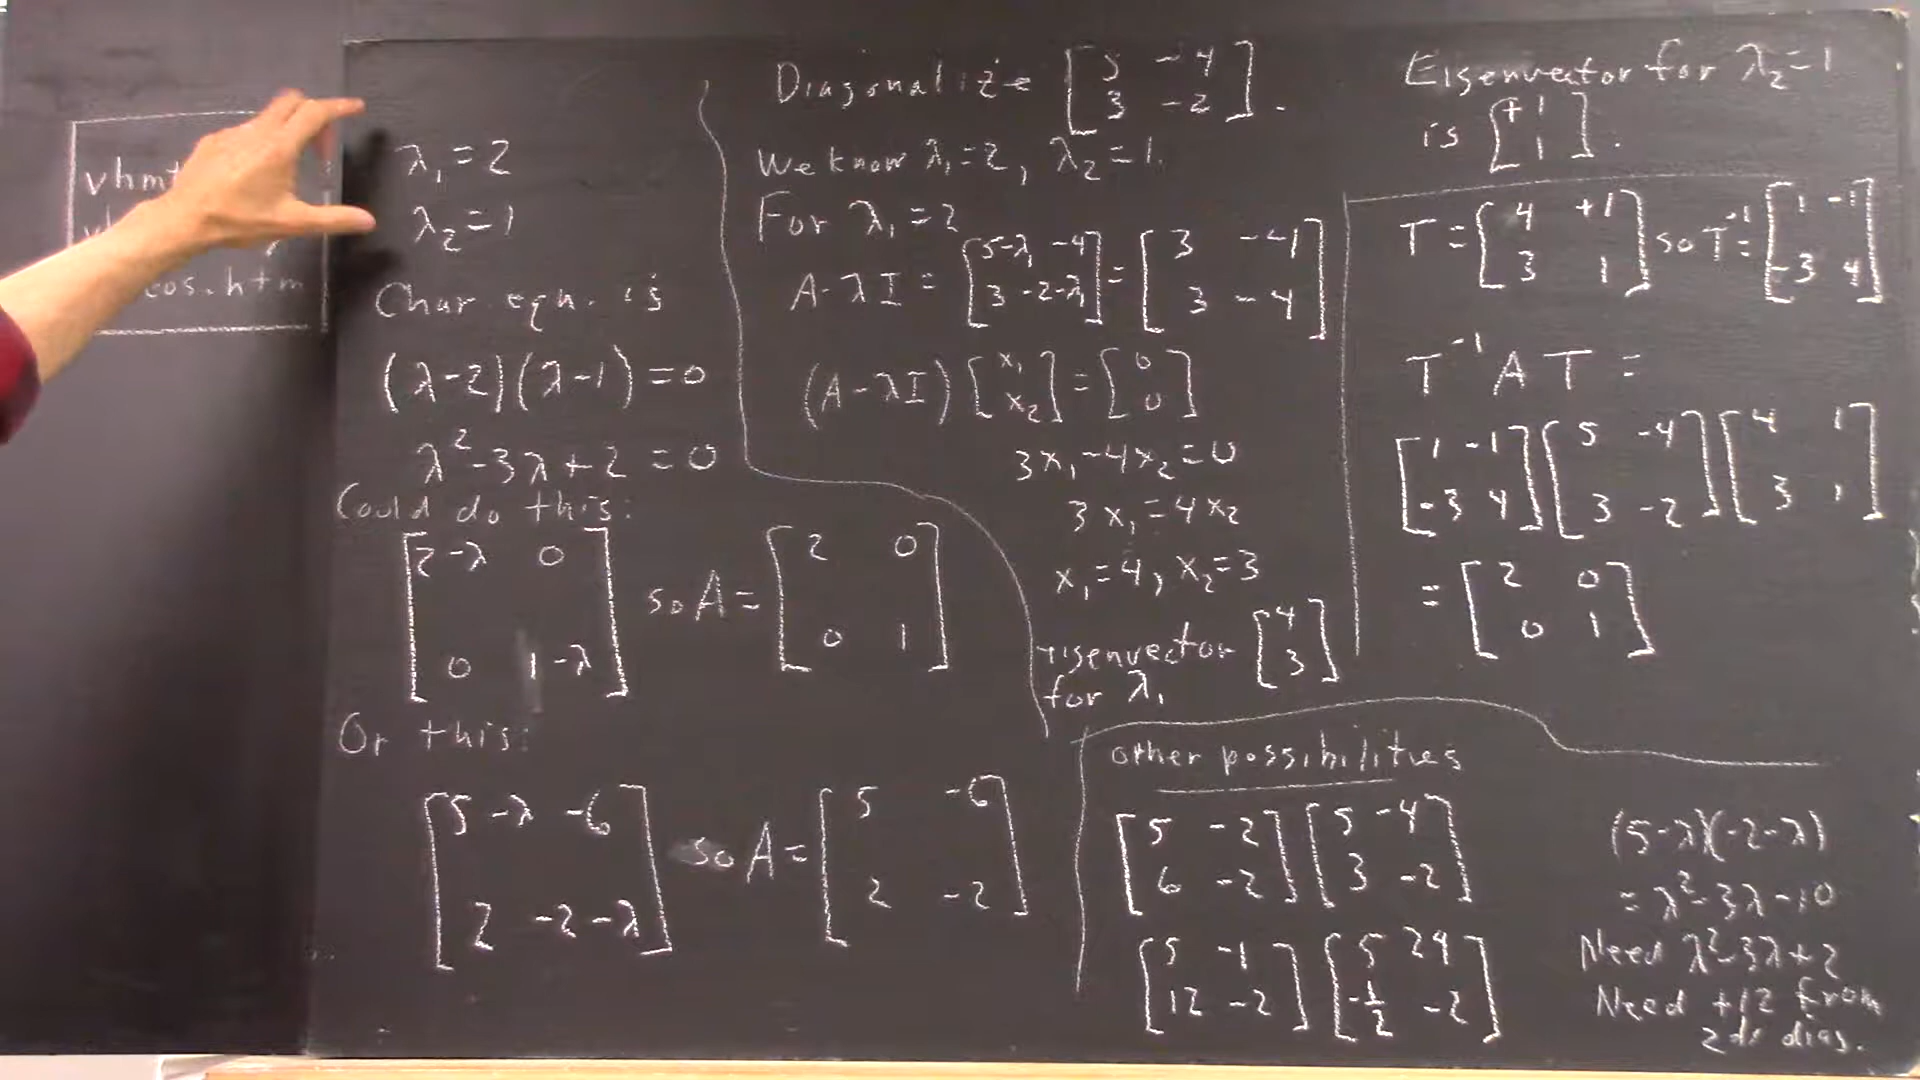 vhmt
cos.htm
λ₁=2
λ₂=1
Char. eqn. is
(λ-2)(λ-1)=0
λ²-3λ+2=0
Could do this:
[2-λ 0
0 1-λ]
so A=
[2 0
0 1]
Or this:
[5-λ -6
2 -2-λ]
so A=
[5 -6
2 -2]
Diagonalize [5 -4
3 -2].
We know λ₁=2, λ₂=1.
For λ₁=2
A-λI = [5-λ₁ -4
3 -2-λ₁] = [3 -4
3 -4]
(A-λI)[x₁
x₂] = [0
0]
3x₁-4x₂=0
3x₁=4x₂
x₁=4, x₂=3
eigenvector [4
3]
for λ₁
Eigenvector for λ₂=1
is [+1
1].
T=[4 +1
3 1] so T⁻¹=[1 -1
-3 4]
T⁻¹AT=
[1 -1
-3 4][5 -4
3 -2][4 1
3 1]
=[2 0
0 1]
other possibilities
[5 -2
6 -2][5 -4
3 -2]
[5 -1
12 -2][5 24
-1/2 -2]
(5-λ)(-2-λ)
=λ²-3λ-10
Need λ²-3λ+2
Need +12 from
diag.